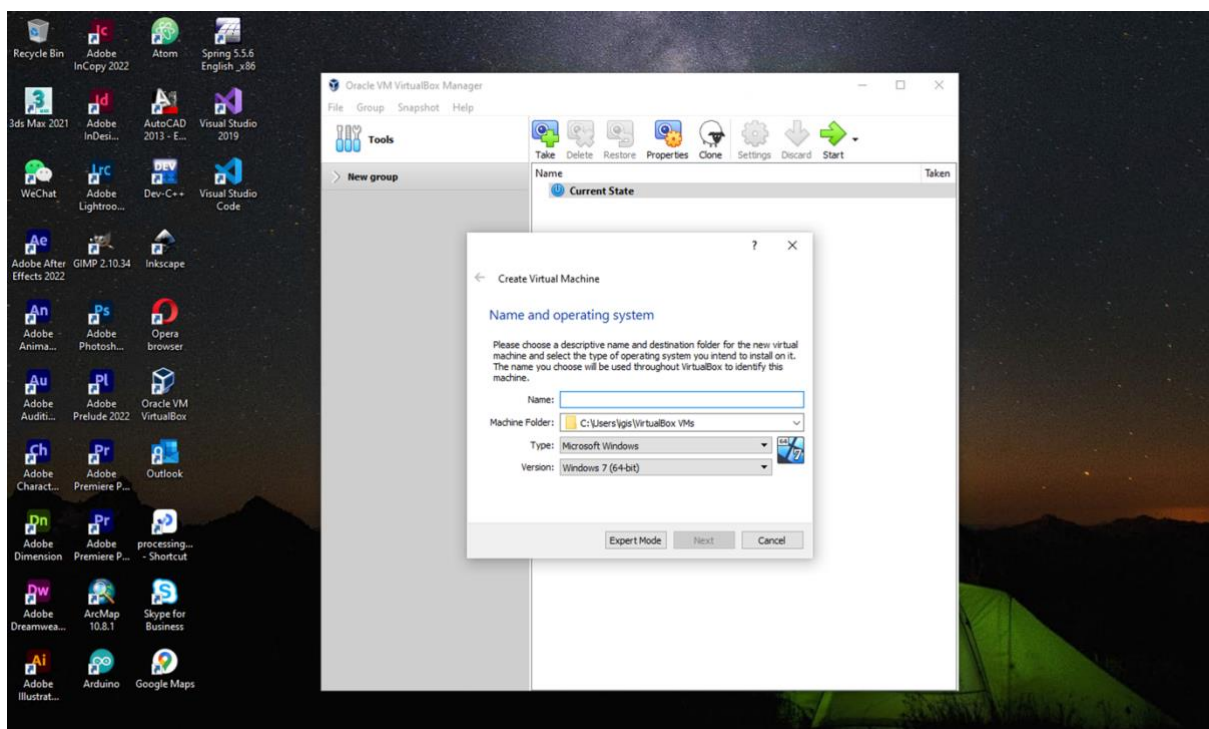 Recycle Bin
Adobe
InCopy 2022
Atom
Spring 5.5.6
English _x86
3ds Max 2021
Adobe
InDesi...
AutoCAD
2013 - E...
Visual Studio
2019
WeChat
Adobe
Lightroo...
Dev-C++
Visual Studio
Code
Adobe After
Effects 2022
GIMP 2.10.34
Inkscape
Adobe
Anima...
Adobe
Photosh...
Opera
browser
Adobe
Auditi...
Adobe
Prelude 2022
Oracle VM
VirtualBox
Adobe
Charact...
Adobe
Premiere P...
Outlook
Adobe
Dimension
Adobe
Premiere P...
processing...
- Shortcut
Adobe
Dreamwea...
ArcMap
10.8.1
Skype for
Business
Adobe
Illustrat...
Arduino
Google Maps
Oracle VM VirtualBox Manager
File Group Snapshot Help
Tools
Take Delete Restore Properties Clone Settings Discard Start
New group
Name Taken
Current State
Create Virtual Machine
Name and operating system
Please choose a descriptive name and destination folder for the new virtual
machine and select the type of operating system you intend to install on it.
The name you choose will be used throughout VirtualBox to identify this
machine.
Name:
Machine Folder: C:\Users\gis\VirtualBox VMs
Type: Microsoft Windows
Version: Windows 7 (64-bit)
Expert Mode Next Cancel